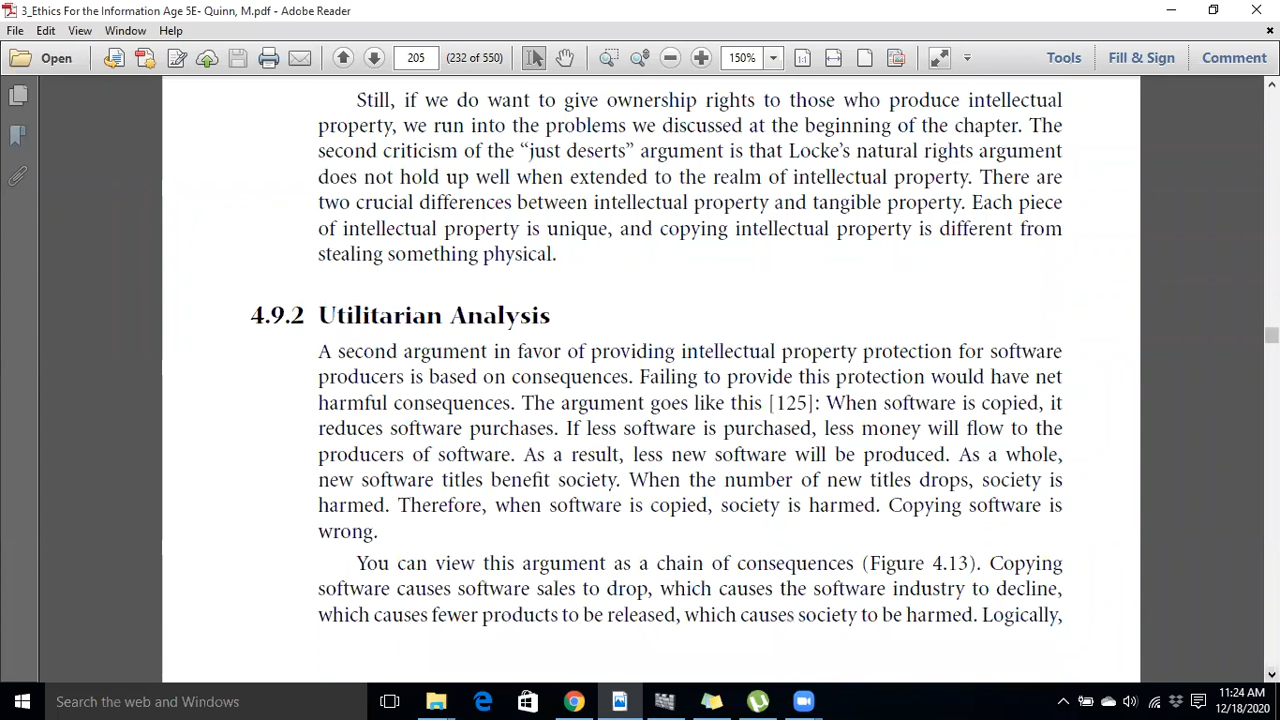 3_Ethics For the Information Age 5E- Quinn, M.pdf - Adobe Reader
File Edit View Window Help
Open 205 (232 of 550) 150% Tools Fill & Sign Comment
Still, if we do want to give ownership rights to those who produce intellectual
property, we run into the problems we discussed at the beginning of the chapter. The
second criticism of the “just deserts” argument is that Locke’s natural rights argument
does not hold up well when extended to the realm of intellectual property. There are
two crucial differences between intellectual property and tangible property. Each piece
of intellectual property is unique, and copying intellectual property is different from
stealing something physical.
4.9.2 Utilitarian Analysis
A second argument in favor of providing intellectual property protection for software
producers is based on consequences. Failing to provide this protection would have net
harmful consequences. The argument goes like this [125]: When software is copied, it
reduces software purchases. If less software is purchased, less money will flow to the
producers of software. As a result, less new software will be produced. As a whole,
new software titles benefit society. When the number of new titles drops, society is
harmed. Therefore, when software is copied, society is harmed. Copying software is
wrong.
You can view this argument as a chain of consequences (Figure 4.13). Copying
software causes software sales to drop, which causes the software industry to decline,
which causes fewer products to be released, which causes society to be harmed. Logically,
Search the web and Windows
11:24 AM
12/18/2020